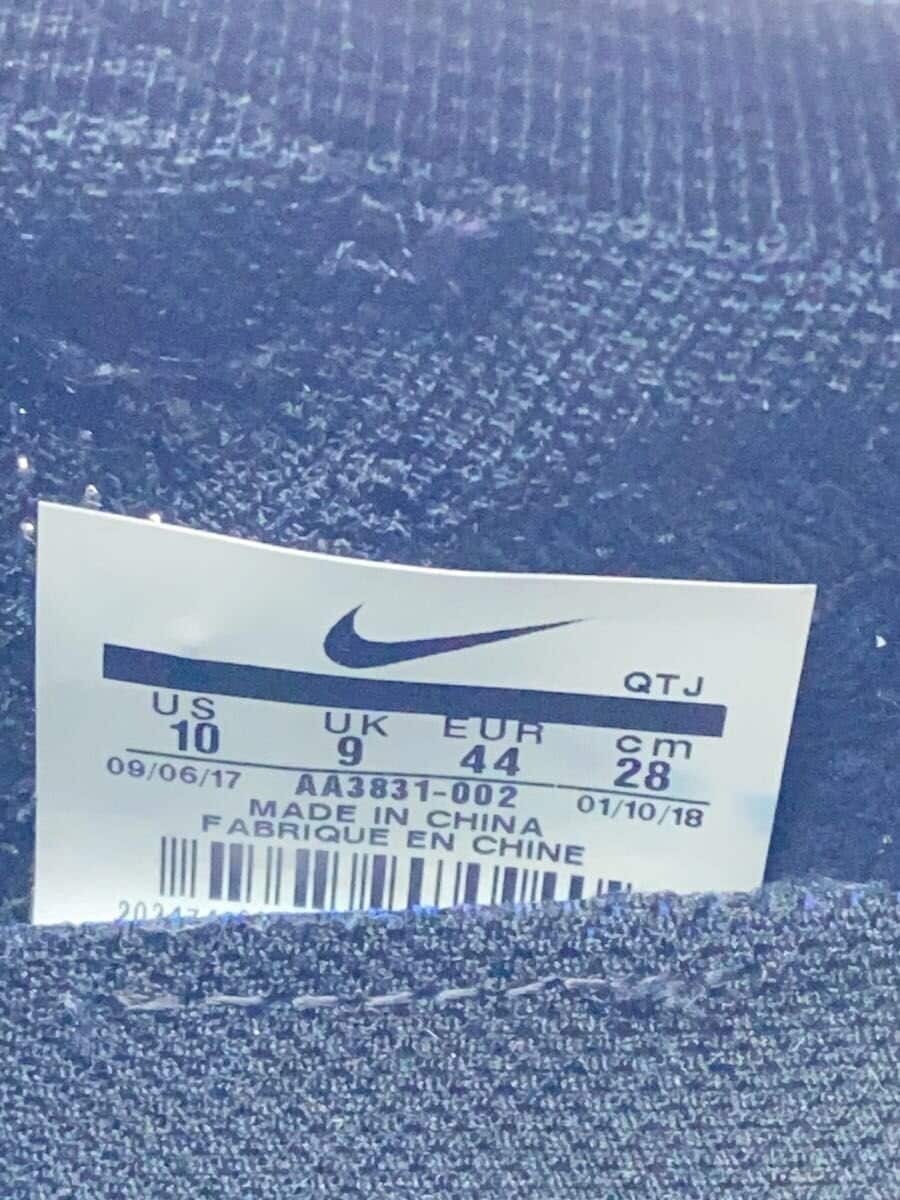 QTJ
US UK EUR cm
10 9 44 28
09/06/17 AA3831-002 01/10/18
MADE IN CHINA
FABRIQUE EN CHINE